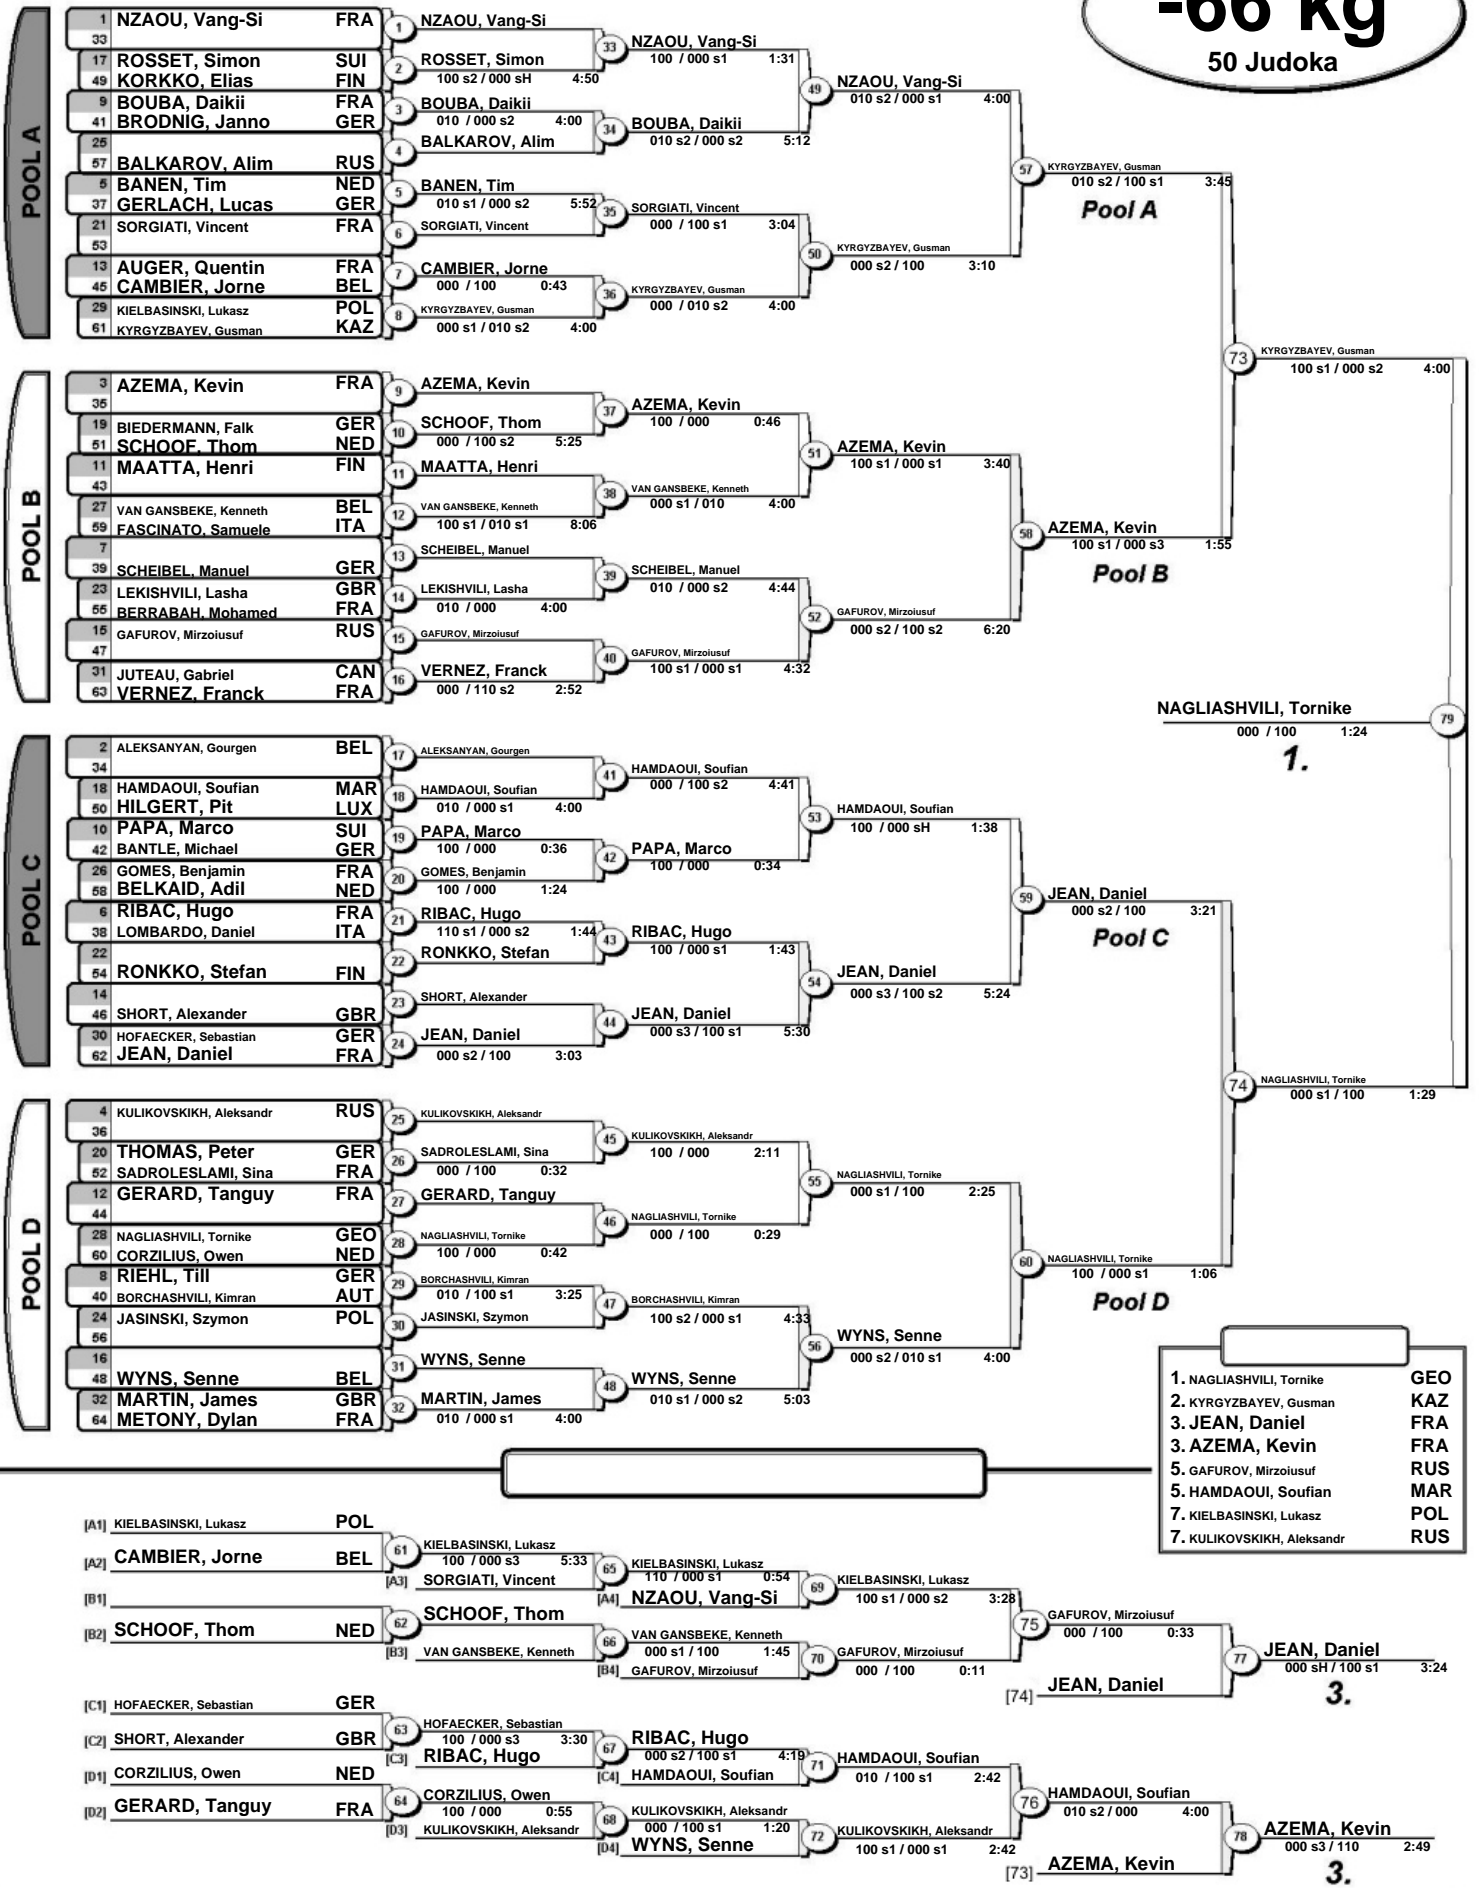 -66 kg
50 Judoka
POOL A
1 NZAOU, Vang-Si FRA
33
17 ROSSET, Simon SUI
49 KORKKO, Elias FIN
9 BOUBA, Daikii FRA
41 BRODNIG, Janno GER
25
57 BALKAROV, Alim RUS
5 BANEN, Tim NED
37 GERLACH, Lucas GER
21 SORGIATI, Vincent FRA
53
13 AUGER, Quentin FRA
45 CAMBIER, Jorne BEL
29 KIELBASINSKI, Lukasz POL
61 KYRGYZBAYEV, Gusman KAZ
1 NZAOU, Vang-Si
2 ROSSET, Simon
100 s2 / 000 sH 4:50
3 BOUBA, Daikii
010 / 000 s2 4:00
4 BALKAROV, Alim
5 BANEN, Tim
010 s1 / 000 s2 5:52
6 SORGIATI, Vincent
7 CAMBIER, Jorne
000 / 100 0:43
8 KYRGYZBAYEV, Gusman
000 s1 / 010 s2 4:00
33 NZAOU, Vang-Si
100 / 000 s1 1:31
34 BOUBA, Daikii
010 s2 / 000 s2 5:12
35 SORGIATI, Vincent
000 / 100 s1 3:04
36 KYRGYZBAYEV, Gusman
000 / 010 s2 4:00
49 NZAOU, Vang-Si
010 s2 / 000 s1 4:00
50 KYRGYZBAYEV, Gusman
000 s2 / 100 3:10
57 KYRGYZBAYEV, Gusman
010 s2 / 100 s1 3:45
Pool A
POOL B
3 AZEMA, Kevin FRA
35
19 BIEDERMANN, Falk GER
51 SCHOOF, Thom NED
11 MAATTA, Henri FIN
43
27 VAN GANSBEKE, Kenneth BEL
59 FASCINATO, Samuele ITA
7
39 SCHEIBEL, Manuel GER
23 LEKISHVILI, Lasha GBR
55 BERRABAH, Mohamed FRA
15 GAFUROV, Mirzoiusuf RUS
47
31 JUTEAU, Gabriel CAN
63 VERNEZ, Franck FRA
9 AZEMA, Kevin
10 SCHOOF, Thom
000 / 100 s2 5:25
11 MAATTA, Henri
12 VAN GANSBEKE, Kenneth
100 s1 / 010 s1 8:06
13 SCHEIBEL, Manuel
14 LEKISHVILI, Lasha
010 / 000 4:00
15 GAFUROV, Mirzoiusuf
16 VERNEZ, Franck
000 / 110 s2 2:52
37 AZEMA, Kevin
100 / 000 0:46
38 VAN GANSBEKE, Kenneth
000 s1 / 010 4:00
39 SCHEIBEL, Manuel
010 / 000 s2 4:44
40 GAFUROV, Mirzoiusuf
100 s1 / 000 s1 4:32
51 AZEMA, Kevin
100 s1 / 000 s1 3:40
52 GAFUROV, Mirzoiusuf
000 s2 / 100 s2 6:20
58 AZEMA, Kevin
100 s1 / 000 s3 1:55
Pool B
73 KYRGYZBAYEV, Gusman
100 s1 / 000 s2 4:00
NAGLIASHVILI, Tornike 79
000 / 100 1:24
1.
POOL C
2 ALEKSANYAN, Gourgen BEL
34
18 HAMDAOUI, Soufian MAR
50 HILGERT, Pit LUX
10 PAPA, Marco SUI
42 BANTLE, Michael GER
26 GOMES, Benjamin FRA
58 BELKAID, Adil NED
6 RIBAC, Hugo FRA
38 LOMBARDO, Daniel ITA
22
54 RONKKO, Stefan FIN
14
46 SHORT, Alexander GBR
30 HOFAECKER, Sebastian GER
62 JEAN, Daniel FRA
17 ALEKSANYAN, Gourgen
18 HAMDAOUI, Soufian
010 / 000 s1 4:00
19 PAPA, Marco
100 / 000 0:36
20 GOMES, Benjamin
100 / 000 1:24
21 RIBAC, Hugo
110 s1 / 000 s2 1:44
22 RONKKO, Stefan
23 SHORT, Alexander
24 JEAN, Daniel
000 s2 / 100 3:03
41 HAMDAOUI, Soufian
000 / 100 s2 4:41
42 PAPA, Marco
100 / 000 0:34
43 RIBAC, Hugo
100 / 000 s1 1:43
44 JEAN, Daniel
000 s3 / 100 s1 5:30
53 HAMDAOUI, Soufian
100 / 000 sH 1:38
54 JEAN, Daniel
000 s3 / 100 s2 5:24
59 JEAN, Daniel
000 s2 / 100 3:21
Pool C
POOL D
4 KULIKOVSKIKH, Aleksandr RUS
36
20 THOMAS, Peter GER
52 SADROLESLAMI, Sina FRA
12 GERARD, Tanguy FRA
44
28 NAGLIASHVILI, Tornike GEO
60 CORZILIUS, Owen NED
8 RIEHL, Till GER
40 BORCHASHVILI, Kimran AUT
24 JASINSKI, Szymon POL
56
16
48 WYNS, Senne BEL
32 MARTIN, James GBR
64 METONY, Dylan FRA
25 KULIKOVSKIKH, Aleksandr
26 SADROLESLAMI, Sina
000 / 100 0:32
27 GERARD, Tanguy
28 NAGLIASHVILI, Tornike
100 / 000 0:42
29 BORCHASHVILI, Kimran
010 / 100 s1 3:25
30 JASINSKI, Szymon
31 WYNS, Senne
32 MARTIN, James
010 / 000 s1 4:00
45 KULIKOVSKIKH, Aleksandr
100 / 000 2:11
46 NAGLIASHVILI, Tornike
000 / 100 0:29
47 BORCHASHVILI, Kimran
100 s2 / 000 s1 4:33
48 WYNS, Senne
010 s1 / 000 s2 5:03
55 NAGLIASHVILI, Tornike
000 s1 / 100 2:25
56 WYNS, Senne
000 s2 / 010 s1 4:00
60 NAGLIASHVILI, Tornike
100 / 000 s1 1:06
Pool D
74 NAGLIASHVILI, Tornike
000 s1 / 100 1:29
1. NAGLIASHVILI, Tornike GEO
2. KYRGYZBAYEV, Gusman KAZ
3. JEAN, Daniel FRA
3. AZEMA, Kevin FRA
5. GAFUROV, Mirzoiusuf RUS
5. HAMDAOUI, Soufian MAR
7. KIELBASINSKI, Lukasz POL
7. KULIKOVSKIKH, Aleksandr RUS
[A1] KIELBASINSKI, Lukasz POL
[A2] CAMBIER, Jorne BEL
[B1]
[B2] SCHOOF, Thom NED
[C1] HOFAECKER, Sebastian GER
[C2] SHORT, Alexander GBR
[D1] CORZILIUS, Owen NED
[D2] GERARD, Tanguy FRA
61 KIELBASINSKI, Lukasz
100 / 000 s3 5:33
[A3] SORGIATI, Vincent
62 SCHOOF, Thom
[B3] VAN GANSBEKE, Kenneth
63 HOFAECKER, Sebastian
100 / 000 s3 3:30
[C3] RIBAC, Hugo
64 CORZILIUS, Owen
100 / 000 0:55
[D3] KULIKOVSKIKH, Aleksandr
65 KIELBASINSKI, Lukasz
110 / 000 s1 0:54
[A4] NZAOU, Vang-Si
66 VAN GANSBEKE, Kenneth
000 s1 / 100 1:45
[B4] GAFUROV, Mirzoiusuf
67 RIBAC, Hugo
000 s2 / 100 s1 4:19
[C4] HAMDAOUI, Soufian
68 KULIKOVSKIKH, Aleksandr
000 / 100 s1 1:20
[D4] WYNS, Senne
69 KIELBASINSKI, Lukasz
100 s1 / 000 s2 3:28
70 GAFUROV, Mirzoiusuf
000 / 100 0:11
71 HAMDAOUI, Soufian
010 / 100 s1 2:42
72 KULIKOVSKIKH, Aleksandr
100 s1 / 000 s1 2:42
75 GAFUROV, Mirzoiusuf
000 / 100 0:33
[74] JEAN, Daniel
76 HAMDAOUI, Soufian
010 s2 / 000 4:00
[73] AZEMA, Kevin
77 JEAN, Daniel
000 sH / 100 s1 3:24
3.
78 AZEMA, Kevin
000 s3 / 110 2:49
3.